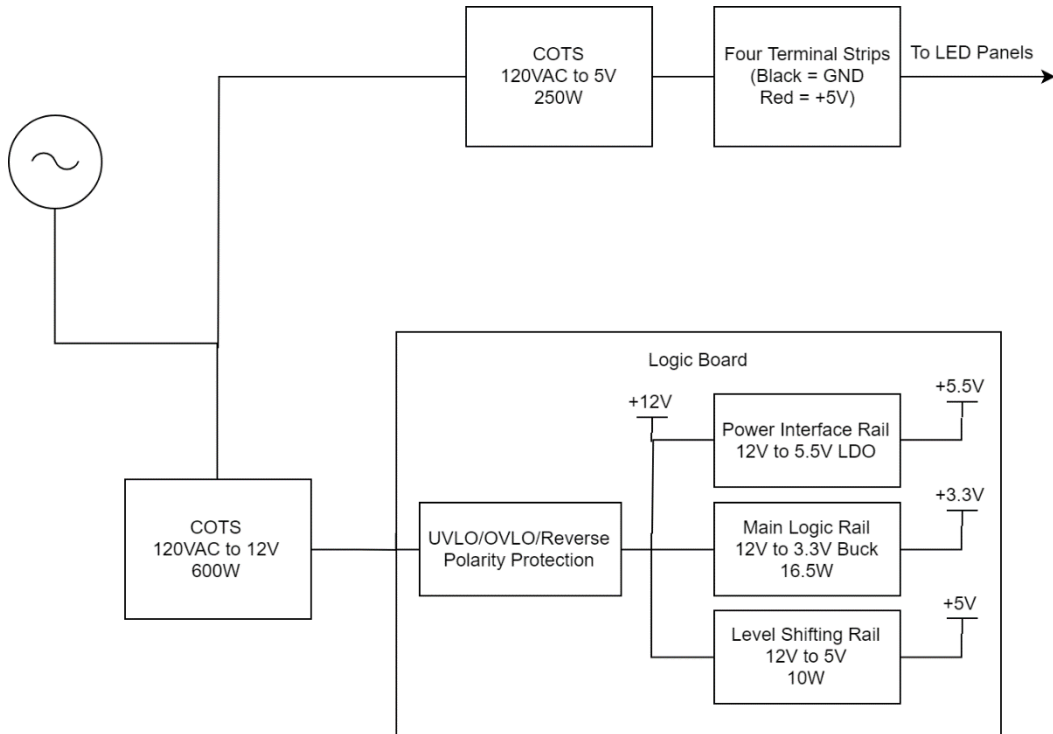 COTS
120VAC to 5V
250W
Four Terminal Strips
(Black = GND
Red = +5V)
To LED Panels
Logic Board
COTS
120VAC to 12V
600W
UVLO/OVLO/Reverse
Polarity Protection
+12V
Power Interface Rail
12V to 5.5V LDO
+5.5V
Main Logic Rail
12V to 3.3V Buck
16.5W
+3.3V
Level Shifting Rail
12V to 5V
10W
+5V